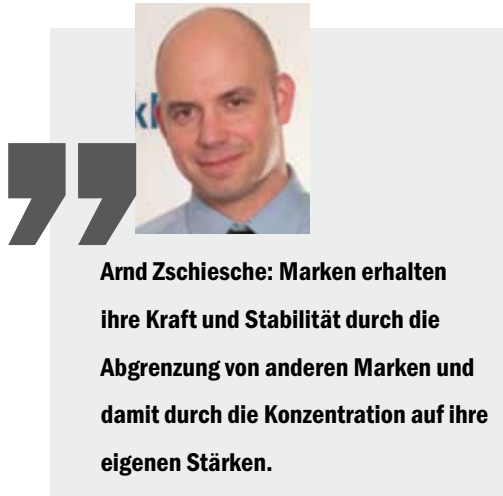 Arnd Zschiesche: Marken erhalten
ihre Kraft und Stabilität durch die
Abgrenzung von anderen Marken und
damit durch die Konzentration auf ihre
eigenen Stärken.